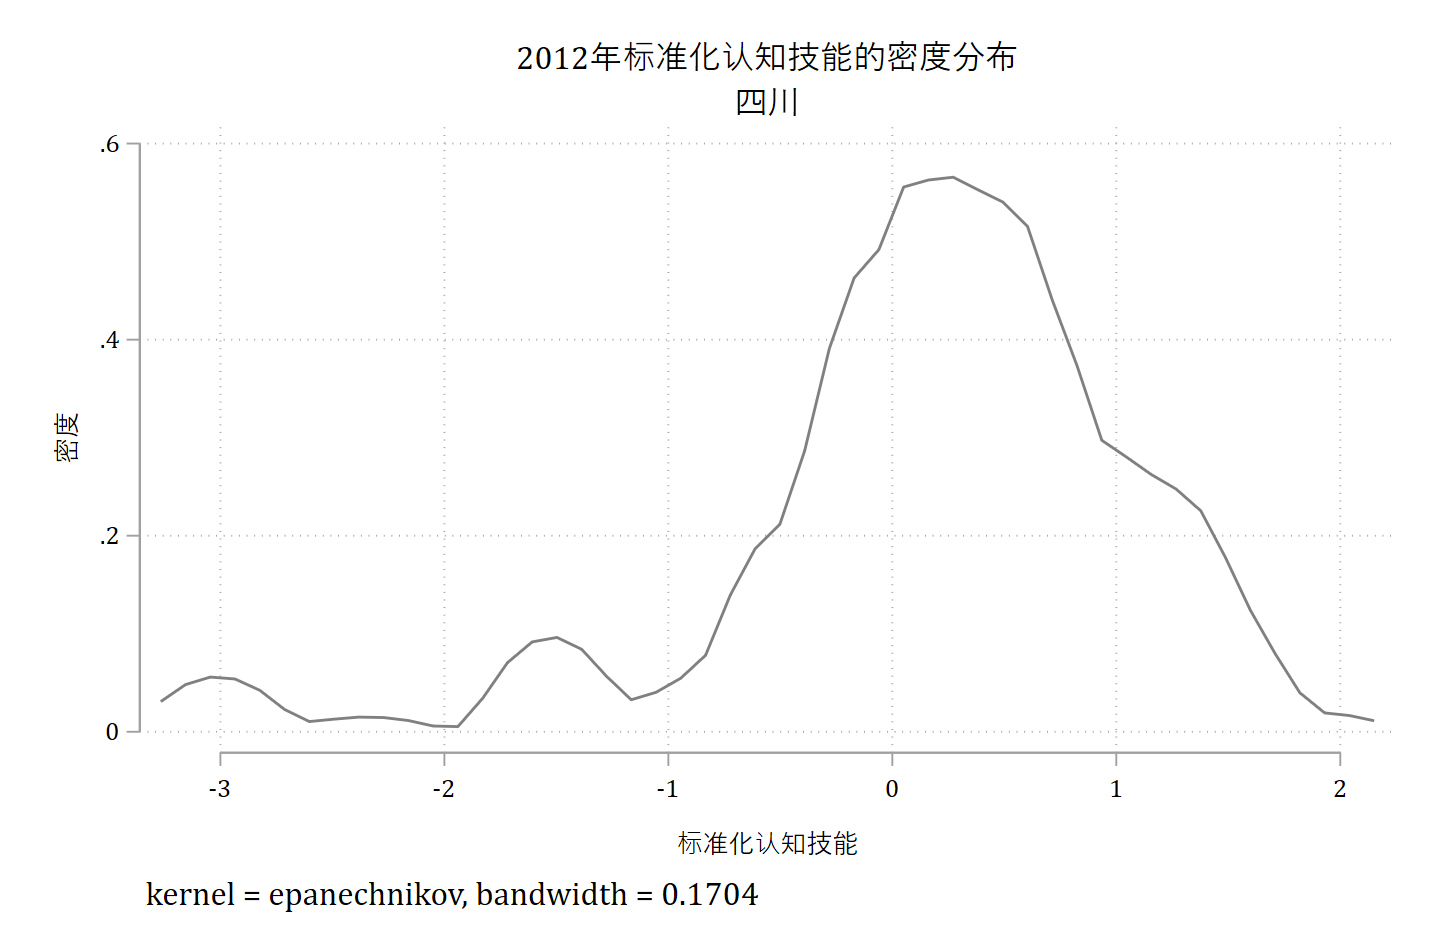 2012年标准化认知技能的密度分布
四川
.6
.4
.2
0
密度
-3 -2 -1 0 1 2
标准化认知技能
kernel = epanechnikov, bandwidth = 0.1704